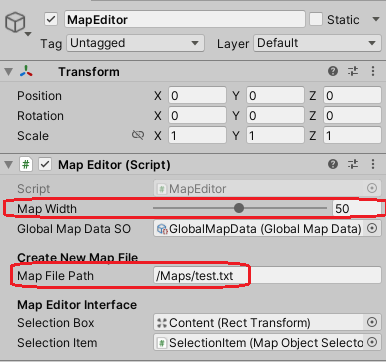 MapEditor Static
Tag Untagged Layer Default
Transform
Position X 0 Y 0 Z 0
Rotation X 0 Y 0 Z 0
Scale X 1 Y 1 Z 1
# Map Editor (Script)
Script # MapEditor
Map Width 50
Global Map Data SO GlobalMapData (Global Map Data)
Create New Map File
Map File Path /Maps/test.txt
Map Editor Interface
Selection Box Content (Rect Transform)
Selection Item # SelectionItem (Map Object Selecto